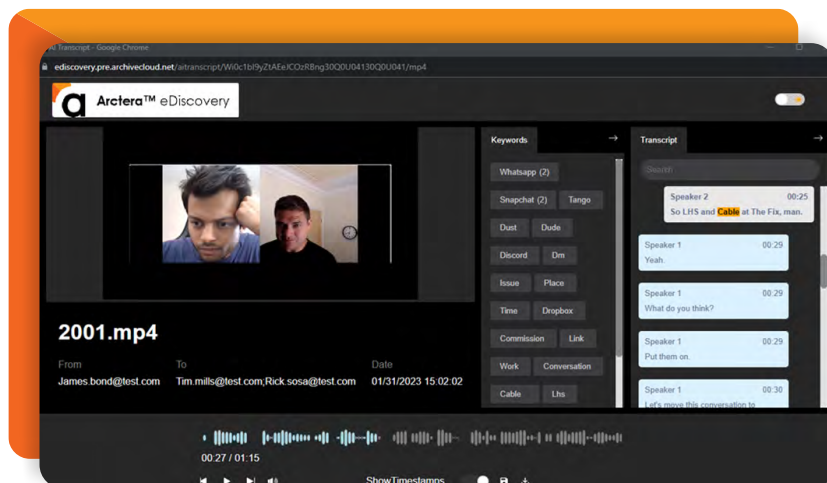 AI Transcript - Google Chrome
ediscovery.pre.archivecloud.net/aitranscript/
Arctera™ eDiscovery
Keywords →
Whatsapp (2)
Snapchat (2) Tango
Dust Dude
Discord Dm
Issue Place
Time Dropbox
Commission Link
Work Conversation
Cable Lhs
Transcript →
Search
Speaker 2 00:25
So LHS and Cable at The Fix, man.
Speaker 1 00:29
Yeah.
Speaker 1 00:29
What do you think?
Speaker 1 00:29
Put them on.
Speaker 1 00:30
Let's move this conversation to
2001.mp4
From To Date
James.bond@test.com Tim.mills@test.com;Rick.sosa@test.com 01/31/2023 15:02:02
00:27 / 01:15
ShowTimestamps